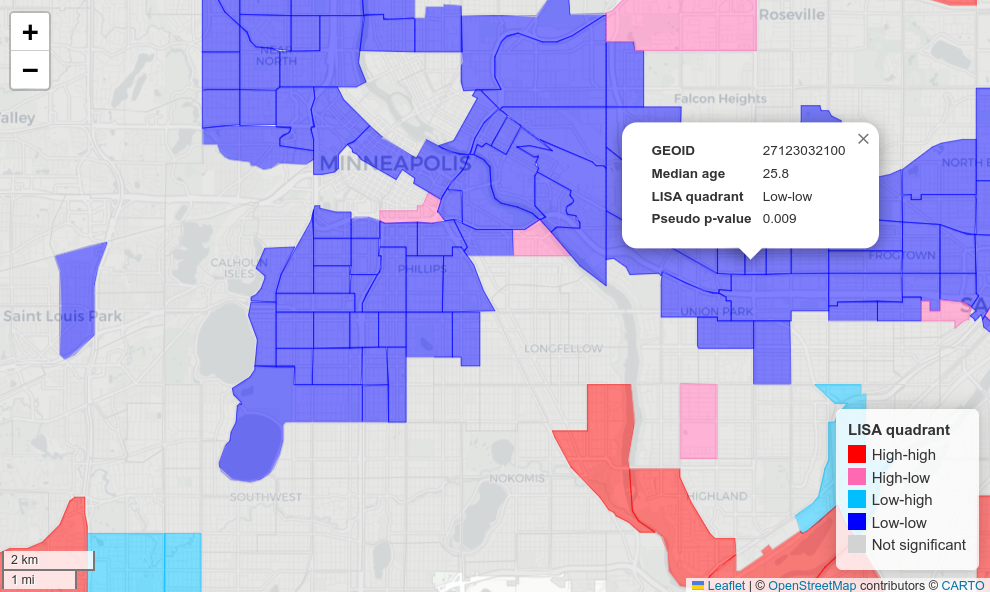 +
−
Roseville
NEAR
NORTH
Falcon Heights
alley
MINNEAPOLIS
×
GEOID 27123032100
Median age 25.8
LISA quadrant Low-low
Pseudo p-value 0.009
NORTH E
CALHOUN
ISLES
PHILLIPS
FROGTOWN
Saint Louis Park
UNION PARK
SA
LONGFELLOW
NOKOMIS
SOUTHWEST
HIGHLAND
LISA quadrant
High-high
High-low
Low-high
Low-low
Not significant
2 km
1 mi
Leaflet | © OpenStreetMap contributors © CARTO